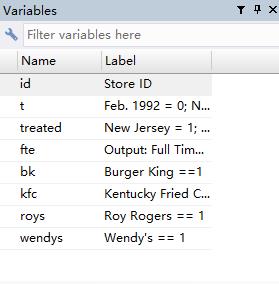 Variables
Filter variables here
Name Label
id Store ID
t Feb. 1992 = 0; N...
treated New Jersey = 1; ...
fte Output: Full Tim...
bk Burger King ==1
kfc Kentucky Fried C...
roys Roy Rogers == 1
wendys Wendy's == 1